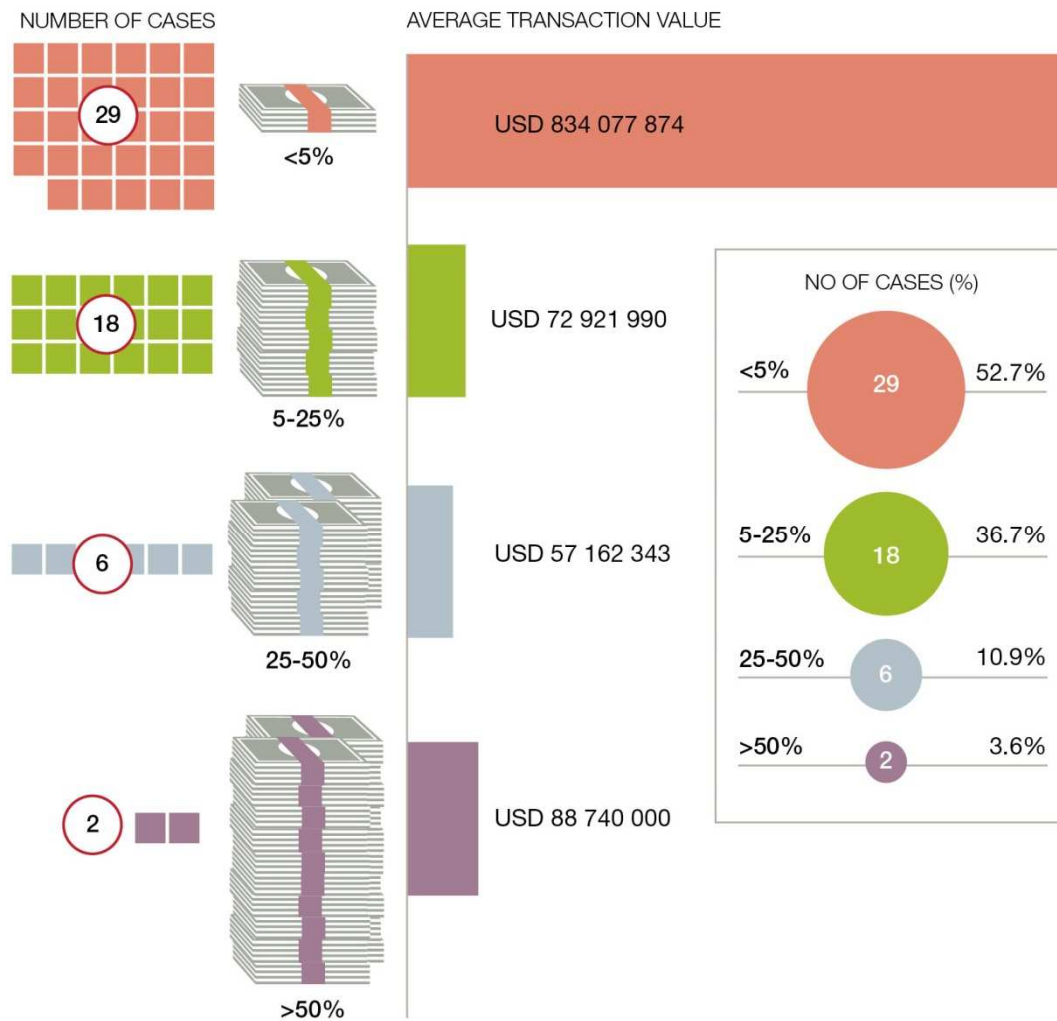 NUMBER OF CASES
AVERAGE TRANSACTION VALUE
29
<5%
USD 834 077 874
18
5-25%
USD 72 921 990
6
25-50%
USD 57 162 343
2
>50%
USD 88 740 000
NO OF CASES (%)
<5%
29
52.7%
5-25%
18
36.7%
25-50%
6
10.9%
>50%
2
3.6%